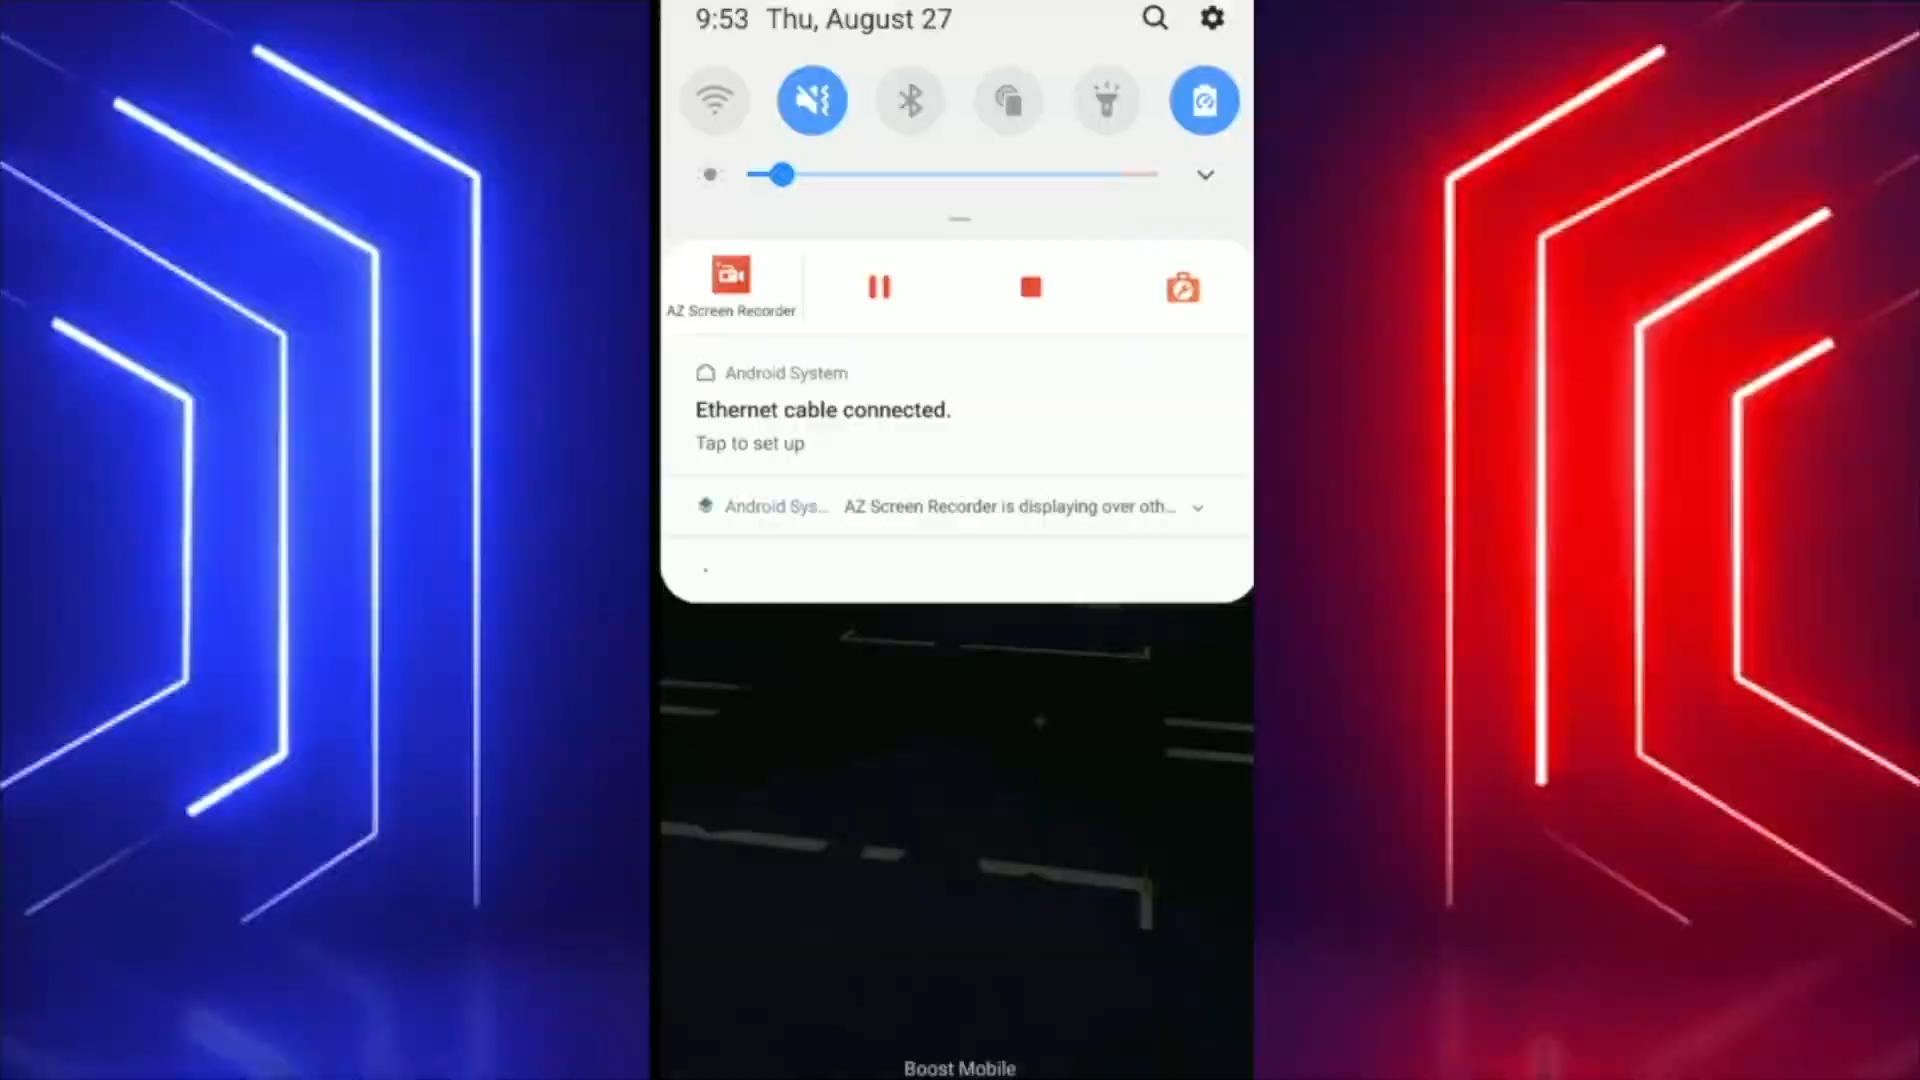 9:53 Thu, August 27
AZ Screen Recorder
Android System
Ethernet cable connected.
Tap to set up
Android Sys... AZ Screen Recorder is displaying over oth...
Boost Mobile